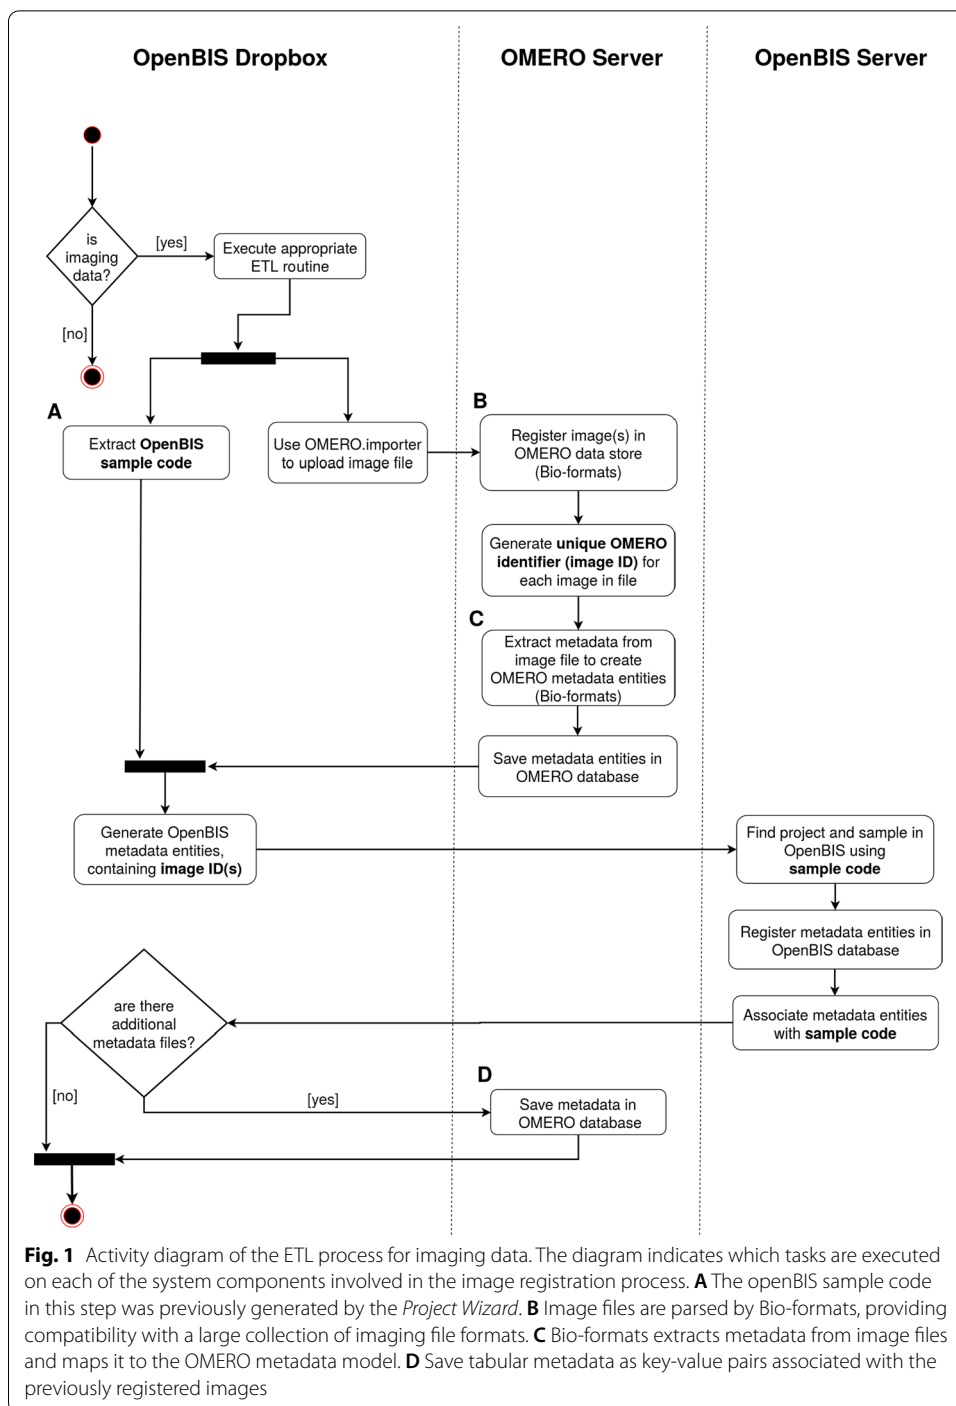 OpenBIS Dropbox
OMERO Server
OpenBIS Server
is
imaging
data?
[yes]
Execute appropriate
ETL routine
[no]
A
Extract OpenBIS
sample code
Use OMERO.importer
to upload image file
B
Register image(s) in
OMERO data store
(Bio-formats)
Generate unique OMERO
identifier (image ID) for
each image in file
C
Extract metadata from
image file to create
OMERO metadata entities
(Bio-formats)
Save metadata entities in
OMERO database
Generate OpenBIS
metadata entities,
containing image ID(s)
Find project and sample in
OpenBIS using
sample code
Register metadata entities in
OpenBIS database
Associate metadata entities
with sample code
are there
additional
metadata files?
[no]
[yes]
D
Save metadata in
OMERO database
Fig. 1 Activity diagram of the ETL process for imaging data. The diagram indicates which tasks are executed
on each of the system components involved in the image registration process. A The openBIS sample code
in this step was previously generated by the Project Wizard. B Image files are parsed by Bio-formats, providing
compatibility with a large collection of imaging file formats. C Bio-formats extracts metadata from image files
and maps it to the OMERO metadata model. D Save tabular metadata as key-value pairs associated with the
previously registered images